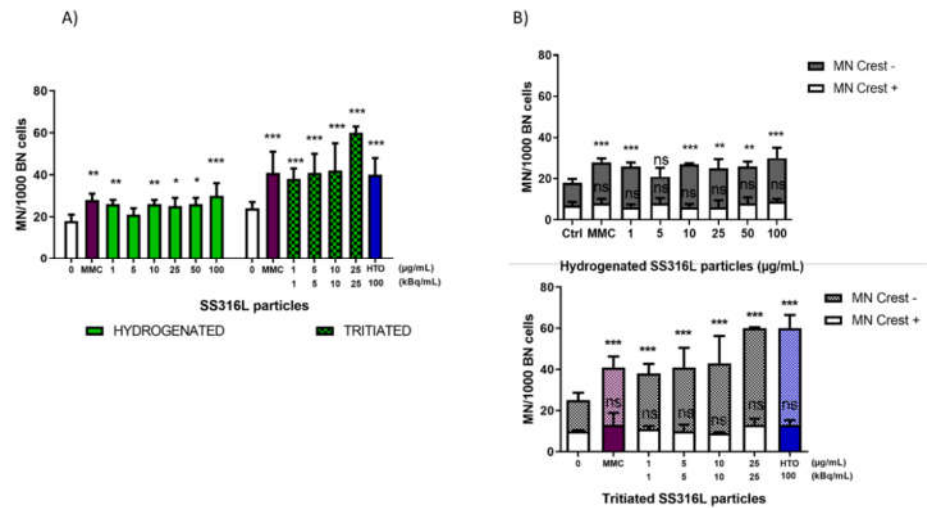 A)
MN/1000 BN cells
80
60
40
20
0
** ** ** * * *** *** *** *** *** *** ***
0 MMC 1 5 10 25 50 100 0 MMC 1 5 10 25 HTO (µg/mL)
1 5 10 25 100 (kBq/mL)
SS316L particles
HYDROGENATED TRITIATED
B)
MN Crest -
MN Crest +
MN/1000 BN cells
80
60
40
20
0
*** *** ns *** ** ** ***
ns ns ns ns ns ns ns
Ctrl MMC 1 5 10 25 50 100
Hydrogenated SS316L particles (µg/mL)
MN Crest -
MN Crest +
MN/1000 BN cells
80
60
40
20
0
*** *** *** *** *** ***
ns ns ns ns ns ns
0 MMC 1 5 10 25 HTO (µg/mL)
1 5 10 25 100 (kBq/mL)
Tritiated SS316L particles